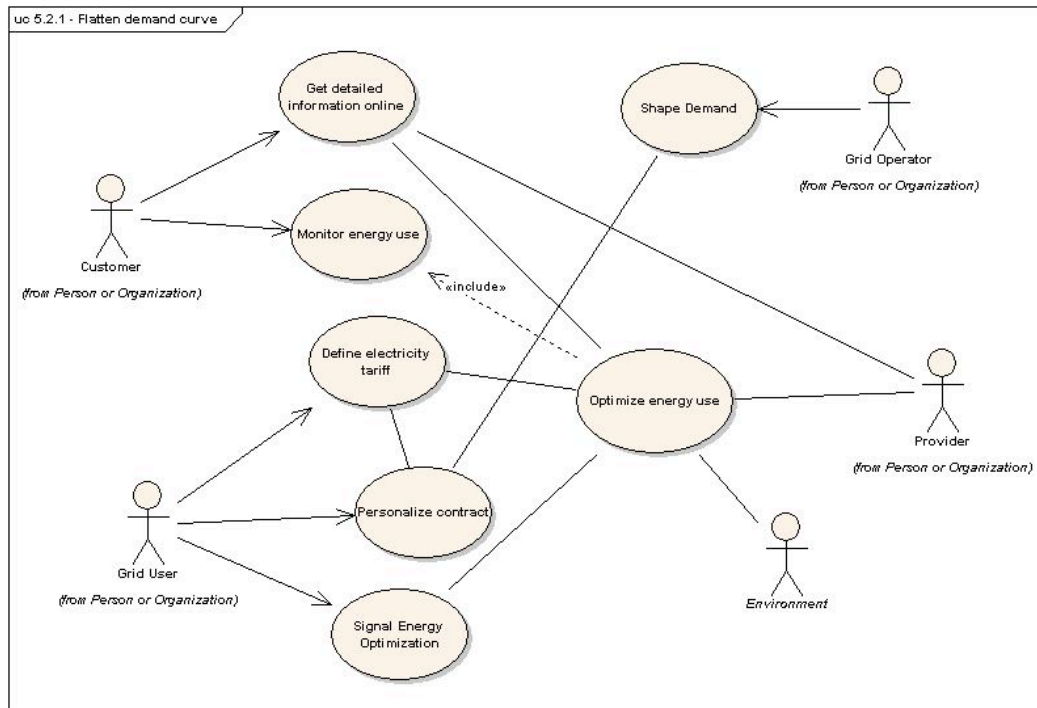 uc 5.2.1 - Flatten demand curve
Get detailed
information online
Shape Demand
Grid Operator
(from Person or Organization)
Customer
(from Person or Organization)
Monitor energy use
«include»
Define electricity
tariff
Optimize energy use
Provider
(from Person or Organization)
Personalize contract
Grid User
(from Person or Organization)
Environment
Signal Energy
Optimization